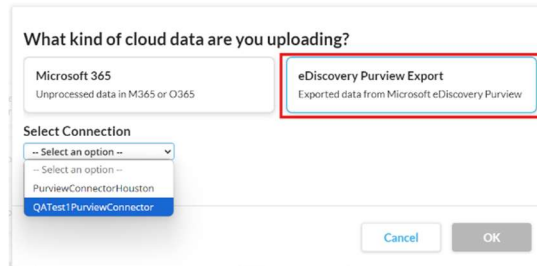 What kind of cloud data are you uploading?
Microsoft 365
Unprocessed data in M365 or O365
eDiscovery Purview Export
Exported data from Microsoft eDiscovery Purview
Select Connection
-- Select an option --
-- Select an option --
PurviewConnectorHouston
QATest1PurviewConnector
Cancel
OK